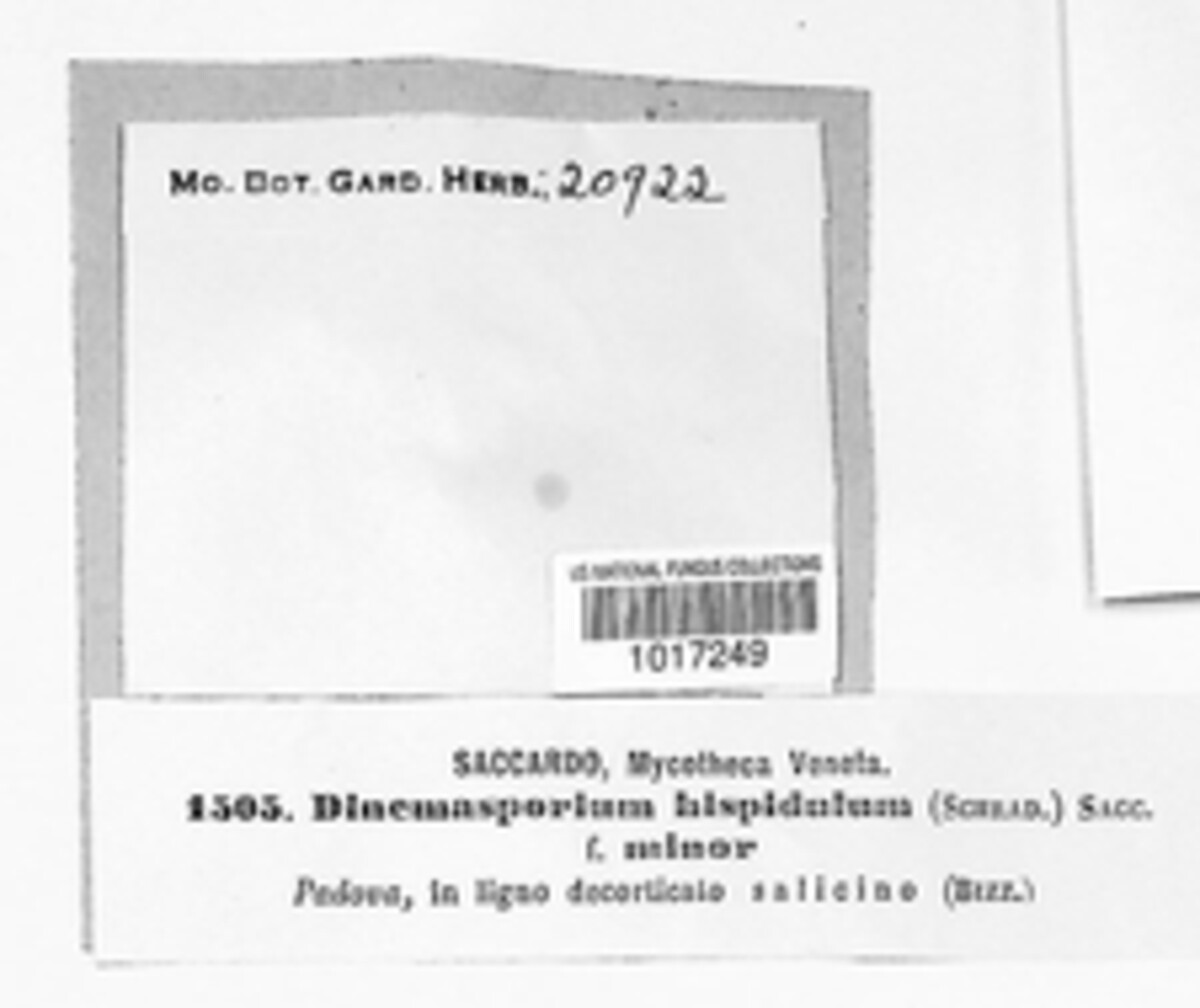 Mo. Bot. Gard. Herb.: 20922
US NATIONAL FUNGUS COLLECTIONS
1017249
SACCARDO, Mycotheca Veneta.
1505. Dinemasporium hispidulum (Schrad.) Sacc.
f. minor
Padova, in ligno decorticato salicino (Bizz.)